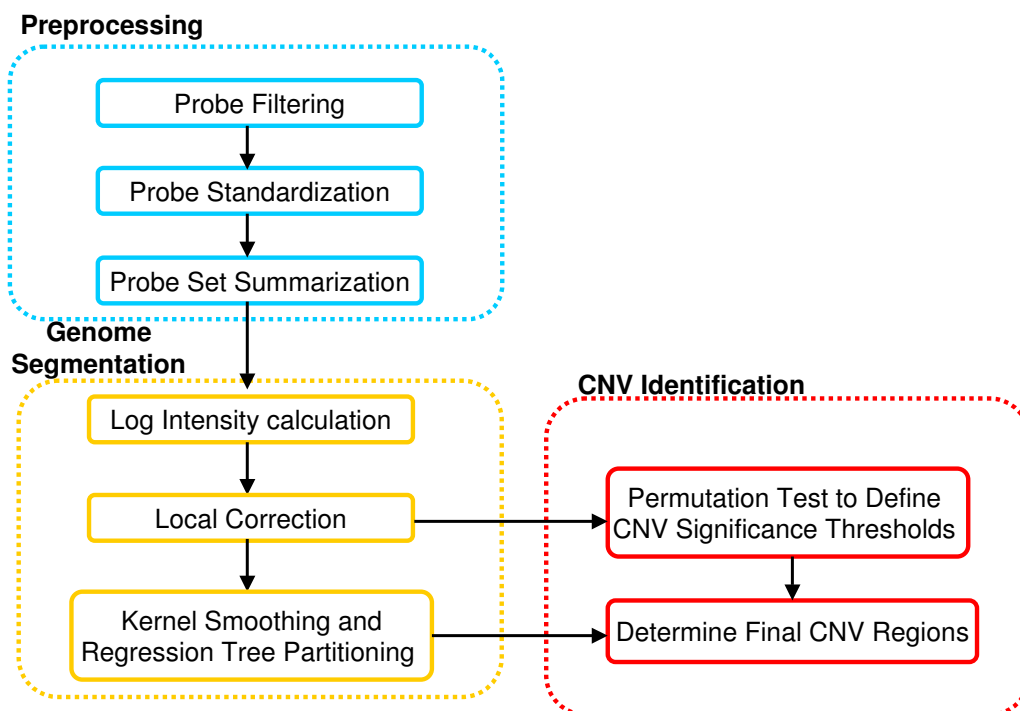 Preprocessing
Probe Filtering
Probe Standardization
Probe Set Summarization
Genome
Segmentation
Log Intensity calculation
Local Correction
Kernel Smoothing and
Regression Tree Partitioning
CNV Identification
Permutation Test to Define
CNV Significance Thresholds
Determine Final CNV Regions